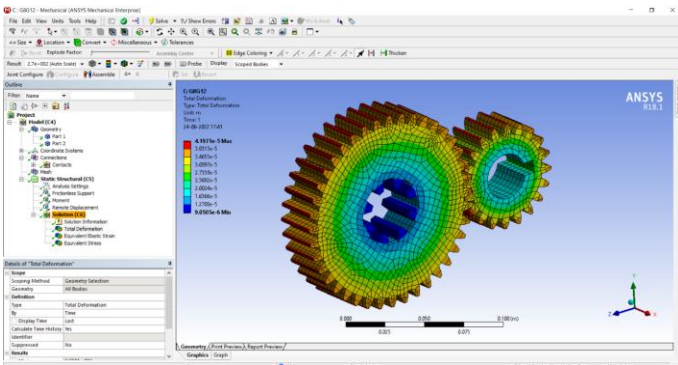 C : G8G12 - Mechanical [ANSYS Mechanical Enterprise]
File Edit View Units Tools Help Solve Show Errors Worksheet
Size Location Convert Miscellaneous Tolerances
Explode Factor: Assembly Center Edge Coloring Thicken
Result 2.7e+002 (Auto Scale) Probe Display Scoped Bodies
Joint Configure Configure Assemble Set Revert
Outline
Filter: Name
Project
Model (C4)
Geometry
Part 1
Part 2
Coordinate Systems
Connections
Contacts
Mesh
Static Structural (C5)
Analysis Settings
Frictionless Support
Moment
Remote Displacement
Solution (C6)
Solution Information
Total Deformation
Equivalent Elastic Strain
Equivalent Stress
Details of "Total Deformation"
Scope
Scoping Method Geometry Selection
Geometry All Bodies
Definition
Type Total Deformation
By Time
Display Time Last
Calculate Time History Yes
Identifier
Suppressed No
Results
C: G8G12
Total Deformation
Type: Total Deformation
Unit: m
Time: 1
ANSYS
R18.1
Max
Min
0.000 0.050 0.100 (m)
0.025 0.075
Y
Z X
Geometry Print Preview Report Preview
Graphics Graph